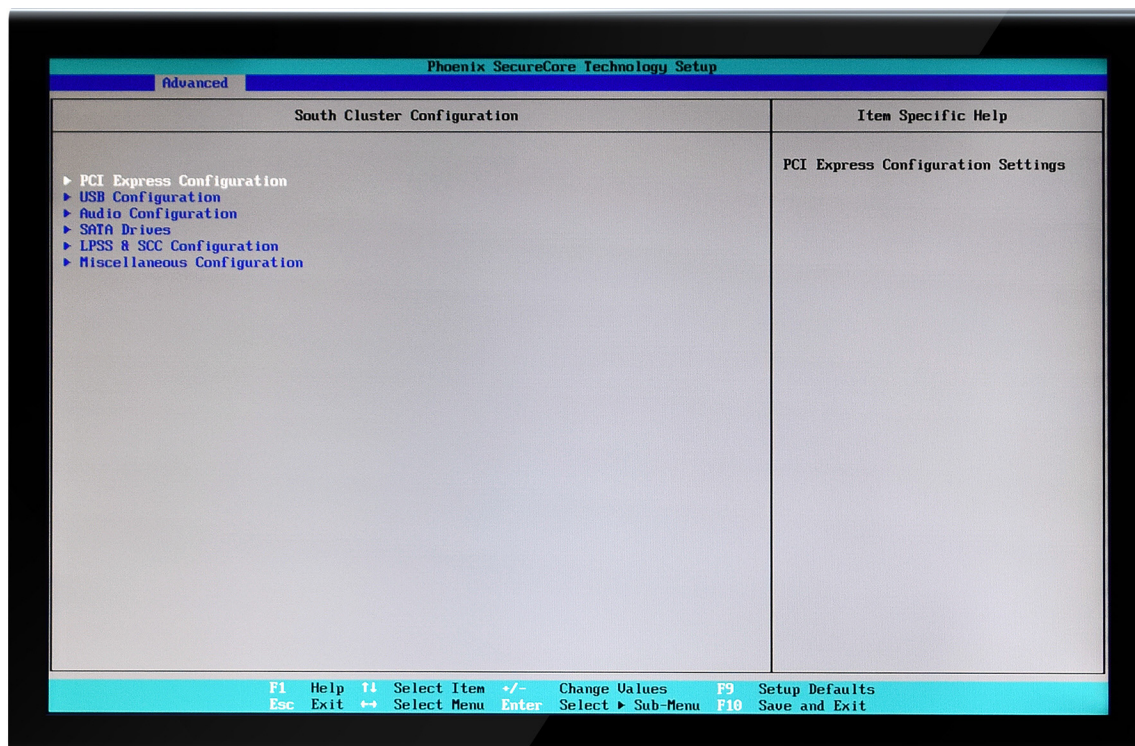 Phoenix SecureCore Technology Setup
Advanced
South Cluster Configuration
Item Specific Help
PCI Express Configuration Settings
▶ PCI Express Configuration
▶ USB Configuration
▶ Audio Configuration
▶ SATA Drives
▶ LPSS & SCC Configuration
▶ Miscellaneous Configuration
F1 Help ↑↓ Select Item +/- Change Values F9 Setup Defaults
Esc Exit ↔ Select Menu Enter Select ▶ Sub-Menu F10 Save and Exit